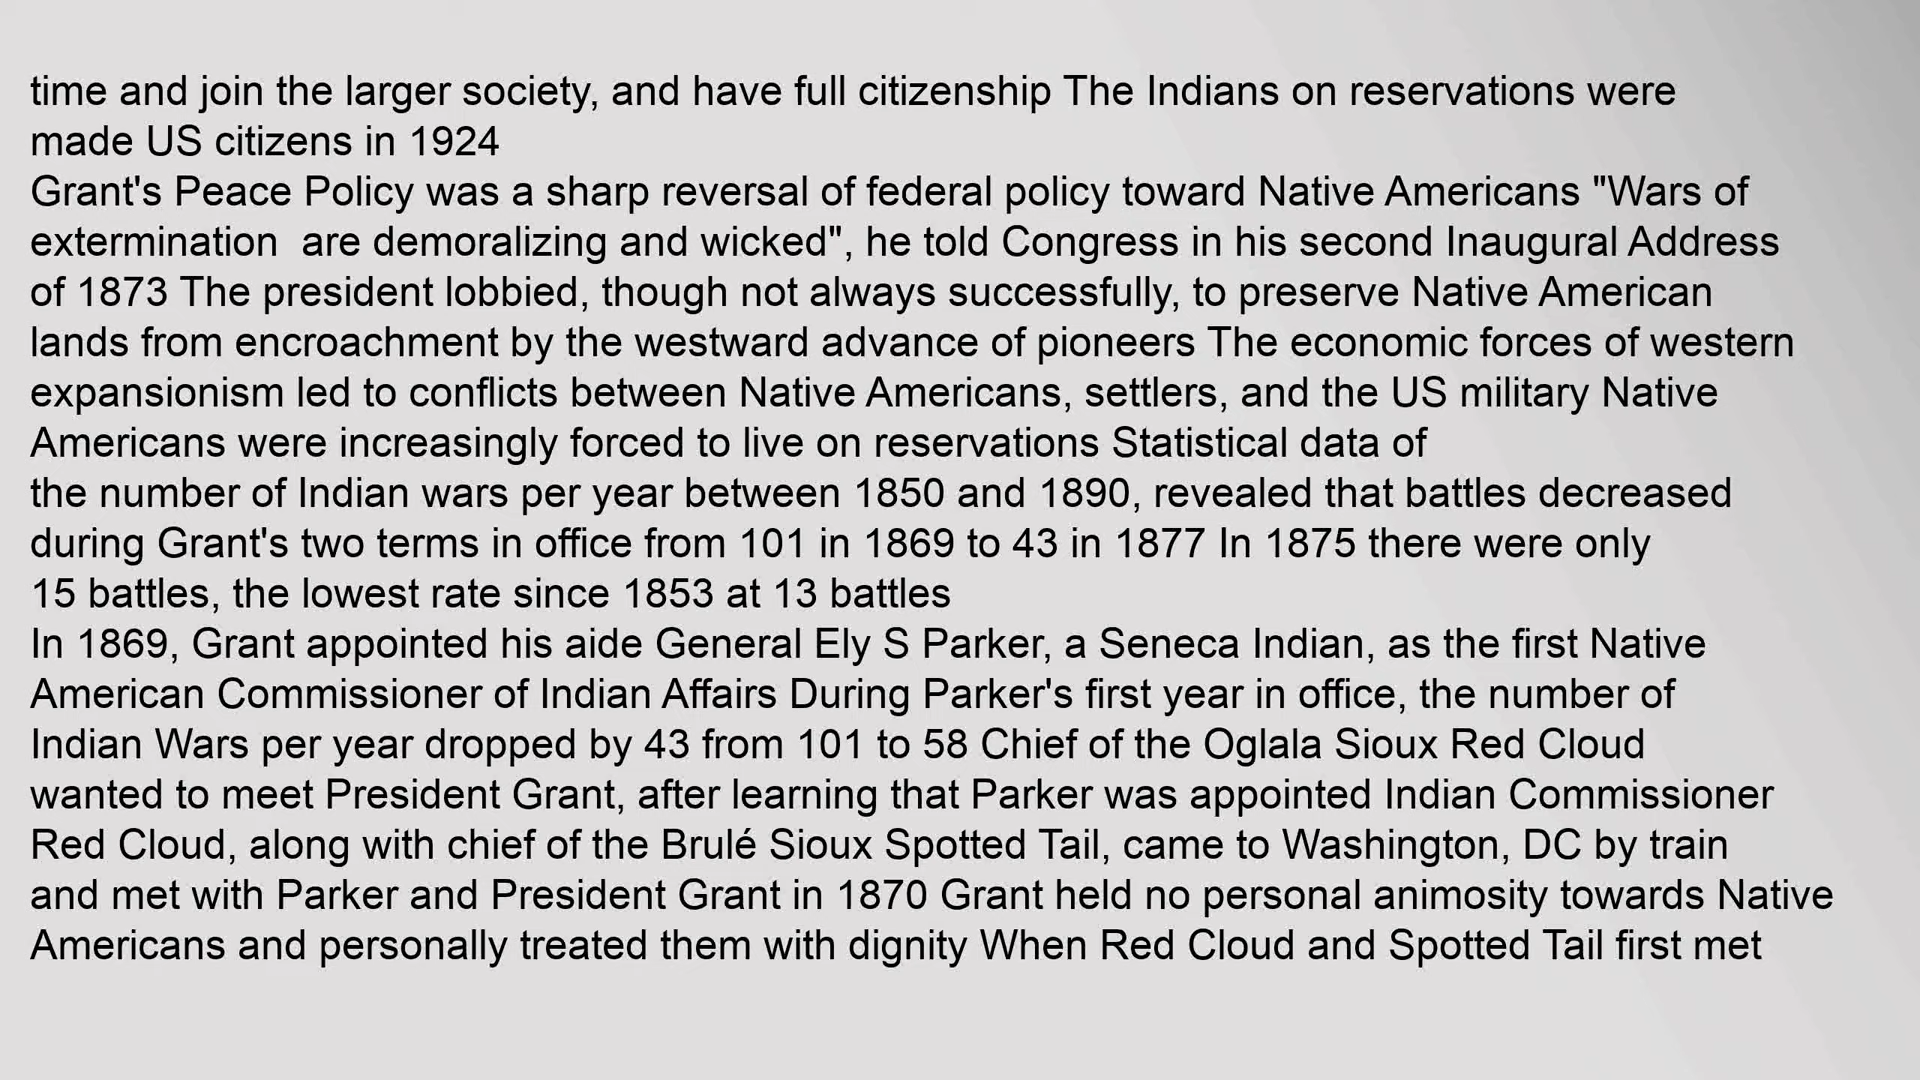 time and join the larger society, and have full citizenship The Indians on reservations were
made US citizens in 1924
Grant's Peace Policy was a sharp reversal of federal policy toward Native Americans "Wars of
extermination  are demoralizing and wicked", he told Congress in his second Inaugural Address
of 1873 The president lobbied, though not always successfully, to preserve Native American
lands from encroachment by the westward advance of pioneers The economic forces of western
expansionism led to conflicts between Native Americans, settlers, and the US military Native
Americans were increasingly forced to live on reservations Statistical data of
the number of Indian wars per year between 1850 and 1890, revealed that battles decreased
during Grant's two terms in office from 101 in 1869 to 43 in 1877 In 1875 there were only
15 battles, the lowest rate since 1853 at 13 battles
In 1869, Grant appointed his aide General Ely S Parker, a Seneca Indian, as the first Native
American Commissioner of Indian Affairs During Parker's first year in office, the number of
Indian Wars per year dropped by 43 from 101 to 58 Chief of the Oglala Sioux Red Cloud
wanted to meet President Grant, after learning that Parker was appointed Indian Commissioner
Red Cloud, along with chief of the Brulé Sioux Spotted Tail, came to Washington, DC by train
and met with Parker and President Grant in 1870 Grant held no personal animosity towards Native
Americans and personally treated them with dignity When Red Cloud and Spotted Tail first met